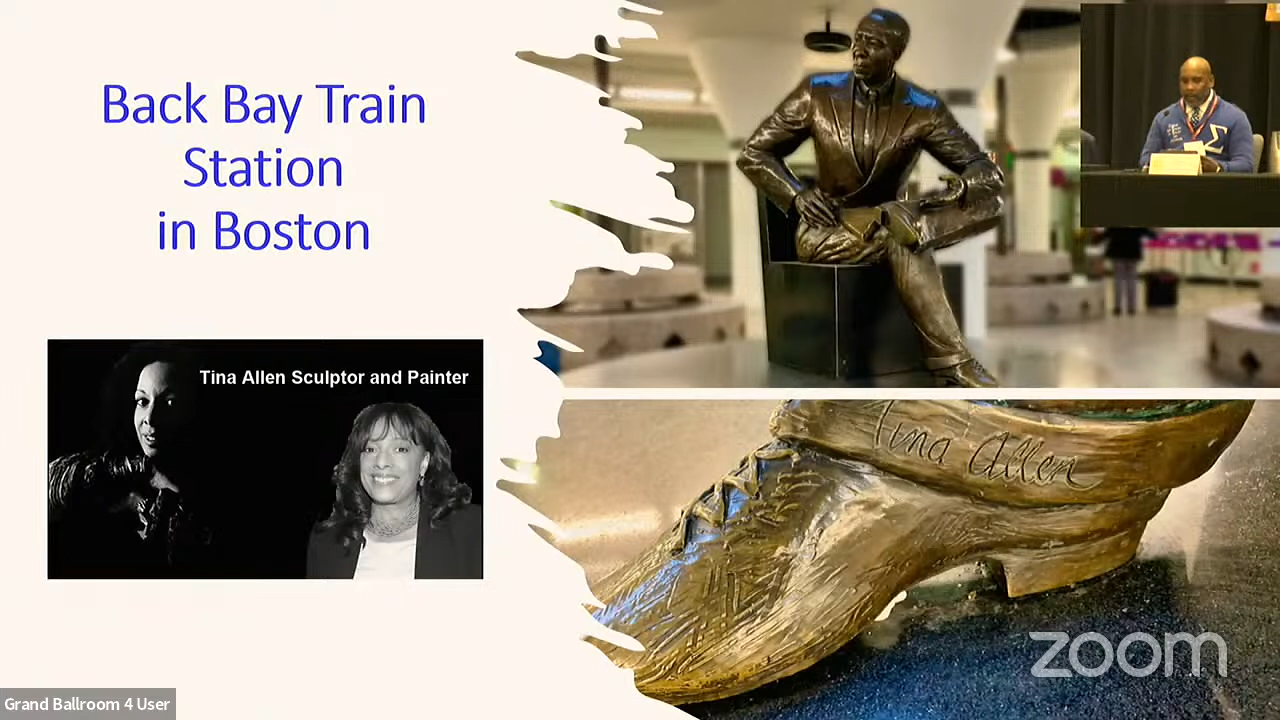 Back Bay Train
Station
in Boston
Tina Allen Sculptor and Painter
Tina Allen
Σ
zoom
Grand Ballroom 4 User